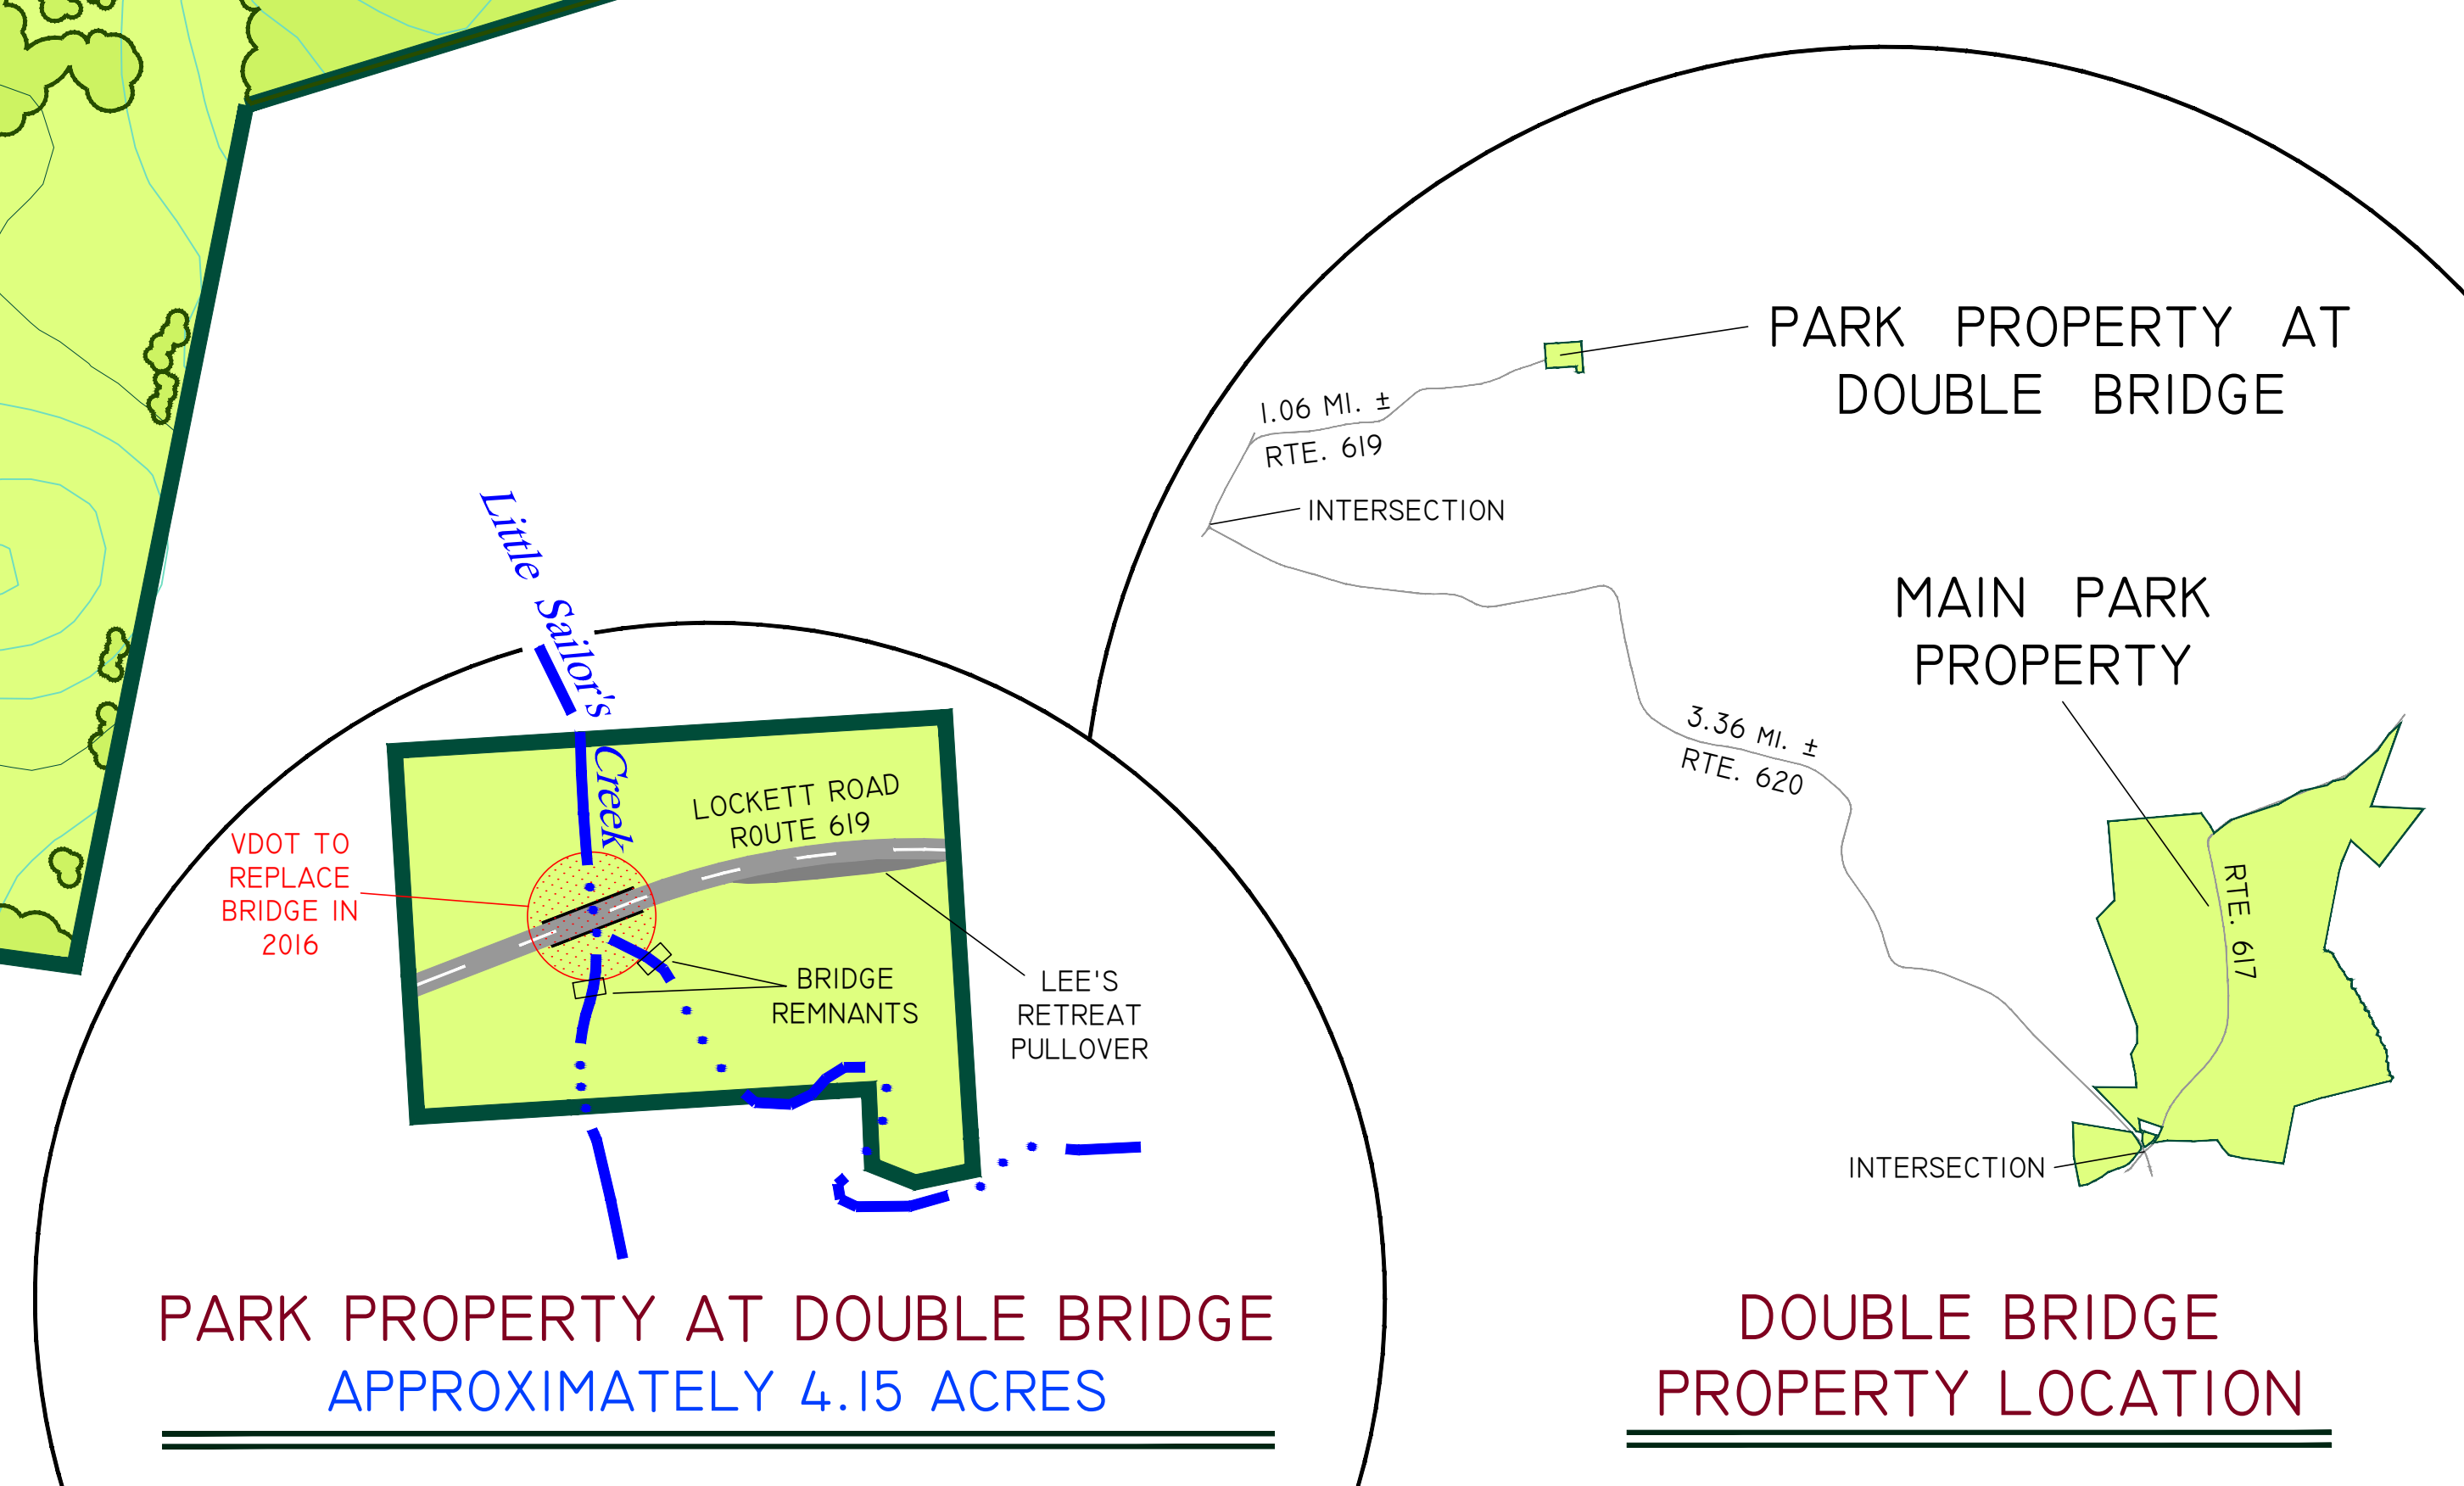 Little Sailor's Creek
LOCKETT ROAD
ROUTE 619
VDOT TO
REPLACE
BRIDGE IN
2016
BRIDGE
REMNANTS
LEE'S
RETREAT
PULLOVER
PARK PROPERTY AT DOUBLE BRIDGE
APPROXIMATELY 4.15 ACRES
PARK PROPERTY AT
DOUBLE BRIDGE
1.06 MI. ±
RTE. 619
INTERSECTION
MAIN PARK
PROPERTY
3.36 MI. ±
RTE. 620
RTE. 617
INTERSECTION
DOUBLE BRIDGE
PROPERTY LOCATION